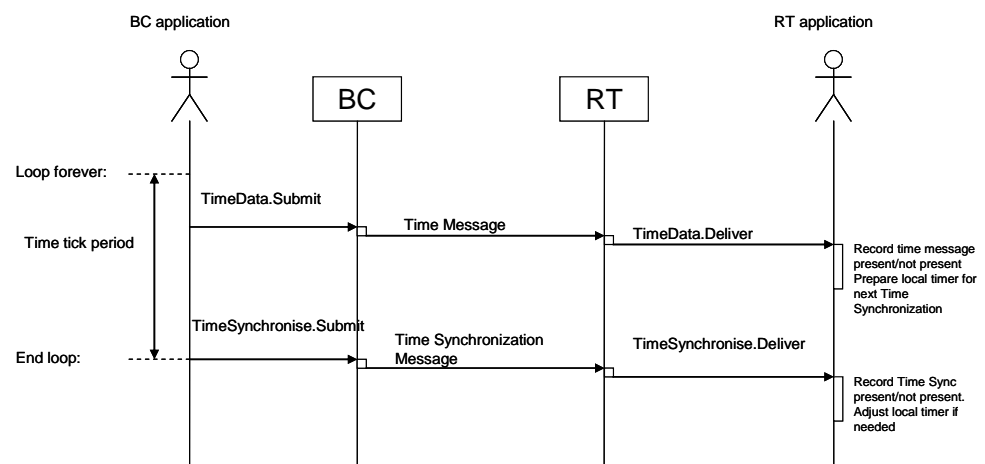 BC application
RT application
BC
RT
Loop forever:
TimeData.Submit
Time Message
TimeData.Deliver
Time tick period
Record time message
present/not present
Prepare local timer for
next Time
Synchronization
TimeSynchronise.Submit
Time Synchronization
Message
TimeSynchronise.Deliver
End loop:
Record Time Sync
present/not present.
Adjust local timer if
needed